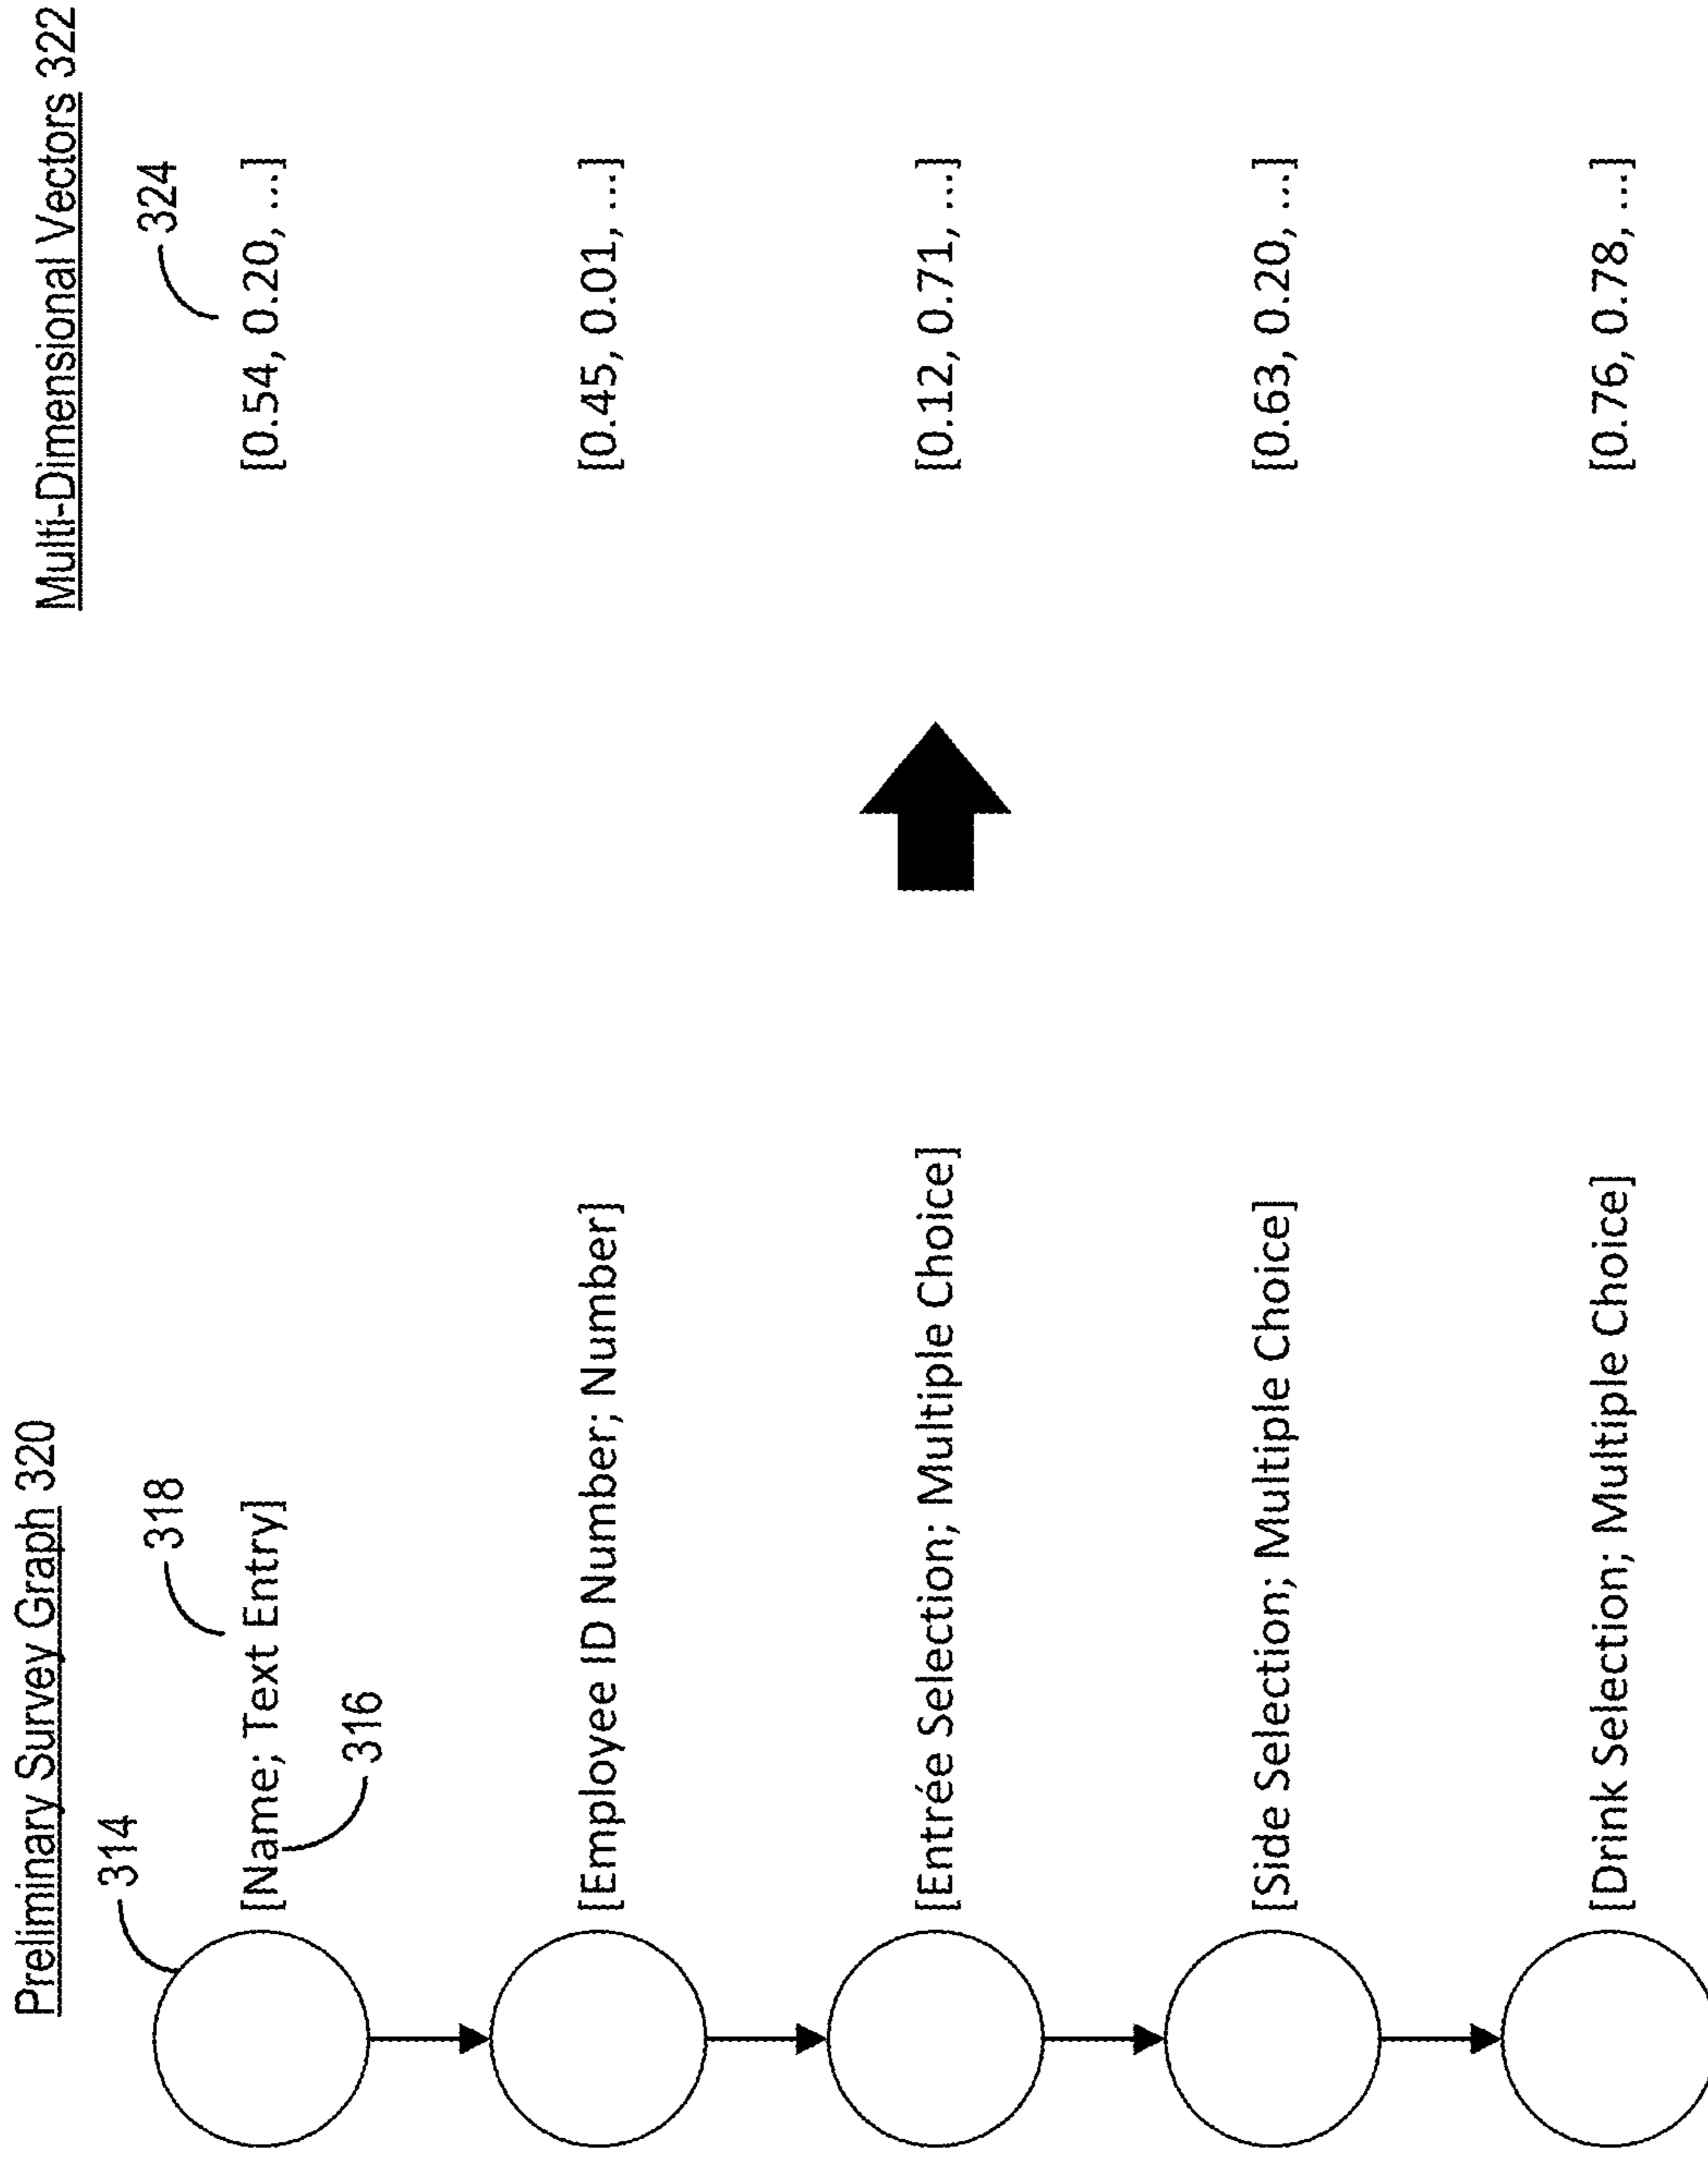 Preliminary Survey Graph 320
Multi-Dimensional Vectors 322
314
318
324
[Name; Text Entry]
[0.54, 0.20, ...]
316
[Employee ID Number; Number]
[0.45, 0.01, ...]
[Entrée Selection; Multiple Choice]
[0.12, 0.71, ...]
[Side Selection; Multiple Choice]
[0.63, 0.20, ...]
[Drink Selection; Multiple Choice]
[0.76, 0.78, ...]